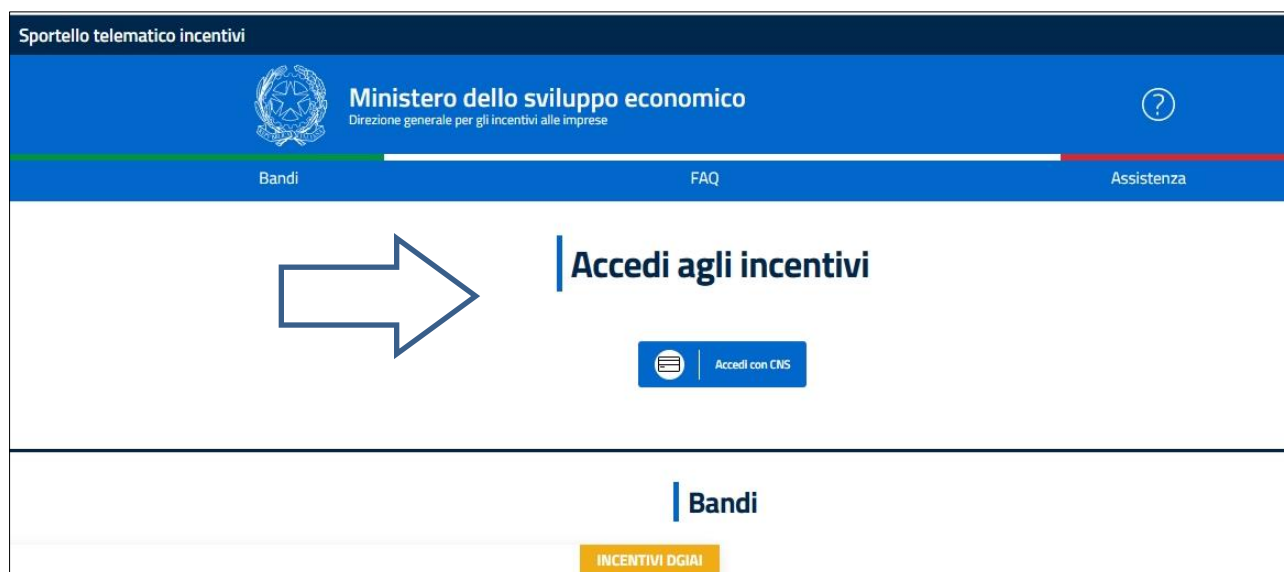 Sportello telematico incentivi
Ministero dello sviluppo economico
Direzione generale per gli incentivi alle imprese
?
Bandi FAQ Assistenza
Accedi agli incentivi
Accedi con CNS
Bandi
INCENTIVI DGIAI